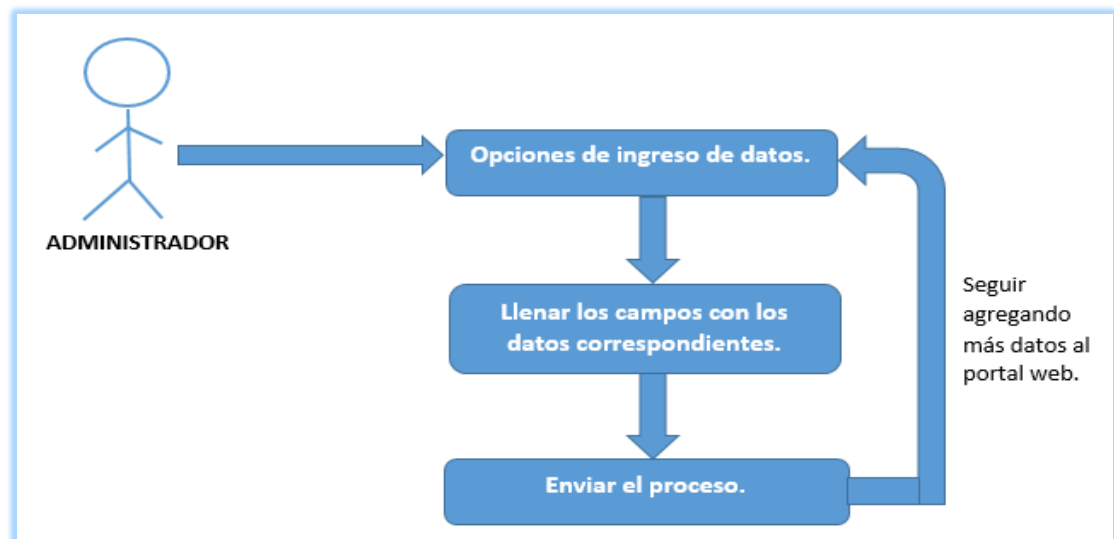 Opciones de ingreso de datos.
ADMINISTRADOR
Llenar los campos con los
datos correspondientes.
Seguir
agregando
más datos al
portal web.
Enviar el proceso.